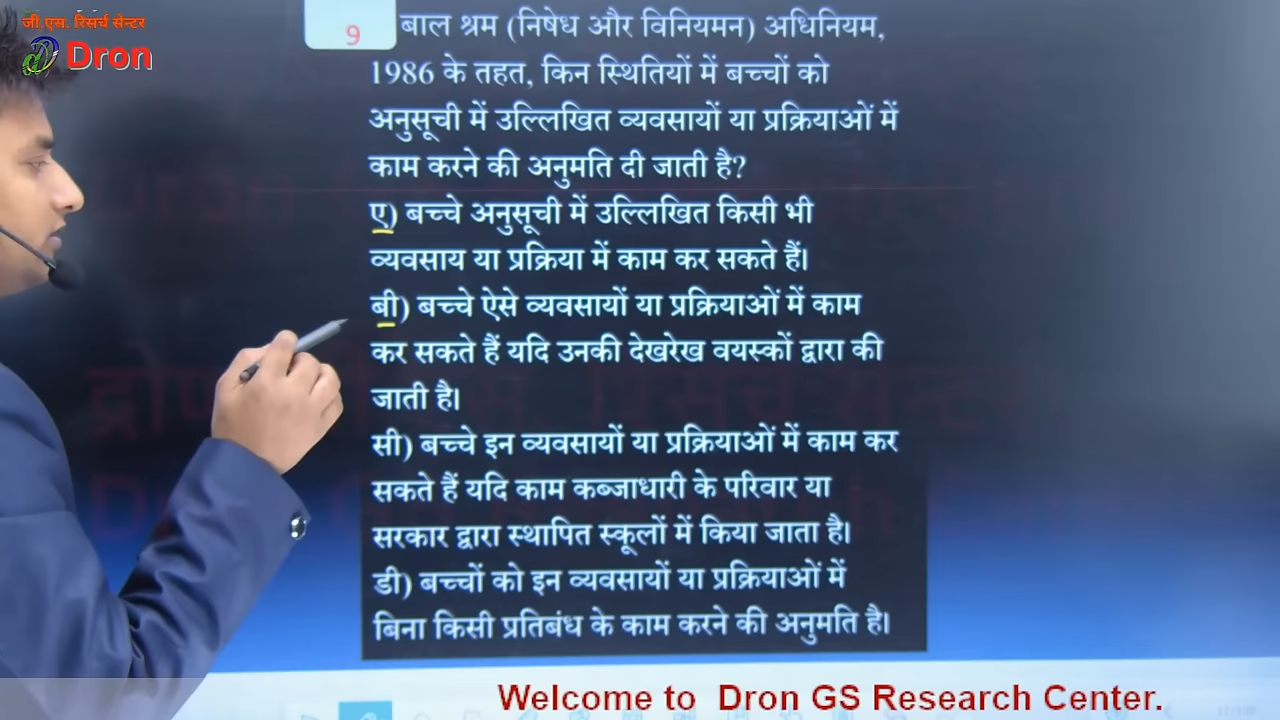 जी.एस. रिसर्च सेन्टर
Dron
9
बाल श्रम (निषेध और विनियमन) अधिनियम,
1986 के तहत, किन स्थितियों में बच्चों को
अनुसूची में उल्लिखित व्यवसायों या प्रक्रियाओं में
काम करने की अनुमति दी जाती है?
ए) बच्चे अनुसूची में उल्लिखित किसी भी
व्यवसाय या प्रक्रिया में काम कर सकते हैं।
बी) बच्चे ऐसे व्यवसायों या प्रक्रियाओं में काम
कर सकते हैं यदि उनकी देखरेख वयस्कों द्वारा की
जाती है।
सी) बच्चे इन व्यवसायों या प्रक्रियाओं में काम कर
सकते हैं यदि काम कब्जाधारी के परिवार या
सरकार द्वारा स्थापित स्कूलों में किया जाता है।
डी) बच्चों को इन व्यवसायों या प्रक्रियाओं में
बिना किसी प्रतिबंध के काम करने की अनुमति है।
Welcome to Dron GS Research Center.